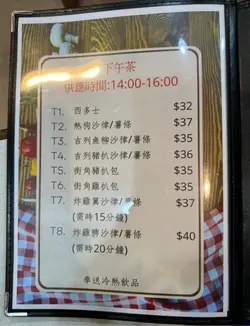 下午茶
供應時間:14:00-16:00
T1. 西多士 $32
T2. 熱狗沙律/薯條 $36
T3. 吉列魚柳沙律/薯條 $35
T4. 吉列豬扒沙律/薯條 $36
T5. 街角豬扒包 $35
T6. 街角雞扒包 $35
T7. 炸雞翼沙律/薯條 $37
(需時15分鐘)
T8. 炸雞髀沙律/薯條 $40
(需時20分鐘)
奉送冷熱飲品